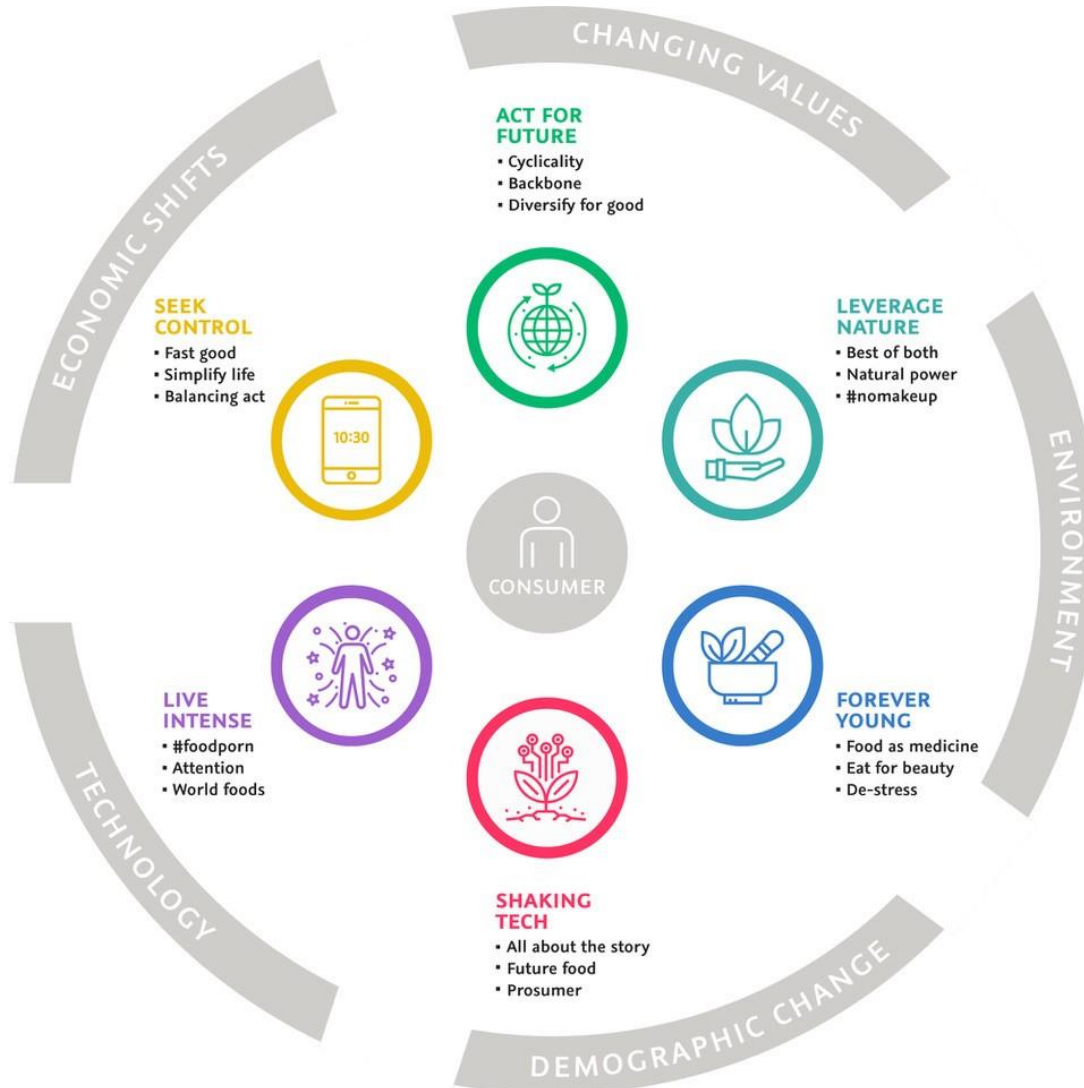 CHANGING VALUES
ECONOMIC SHIFTS
ACT FOR
FUTURE
▪ Cyclicality
▪ Backbone
▪ Diversify for good
SEEK
CONTROL
▪ Fast good
▪ Simplify life
▪ Balancing act
10:30
LEVERAGE
NATURE
▪ Best of both
▪ Natural power
▪ #nomakeup
ENVIRONMENT
CONSUMER
LIVE
INTENSE
▪ #foodporn
▪ Attention
▪ World foods
FOREVER
YOUNG
▪ Food as medicine
▪ Eat for beauty
▪ De-stress
TECHNOLOGY
SHAKING
TECH
▪ All about the story
▪ Future food
▪ Prosumer
DEMOGRAPHIC CHANGE